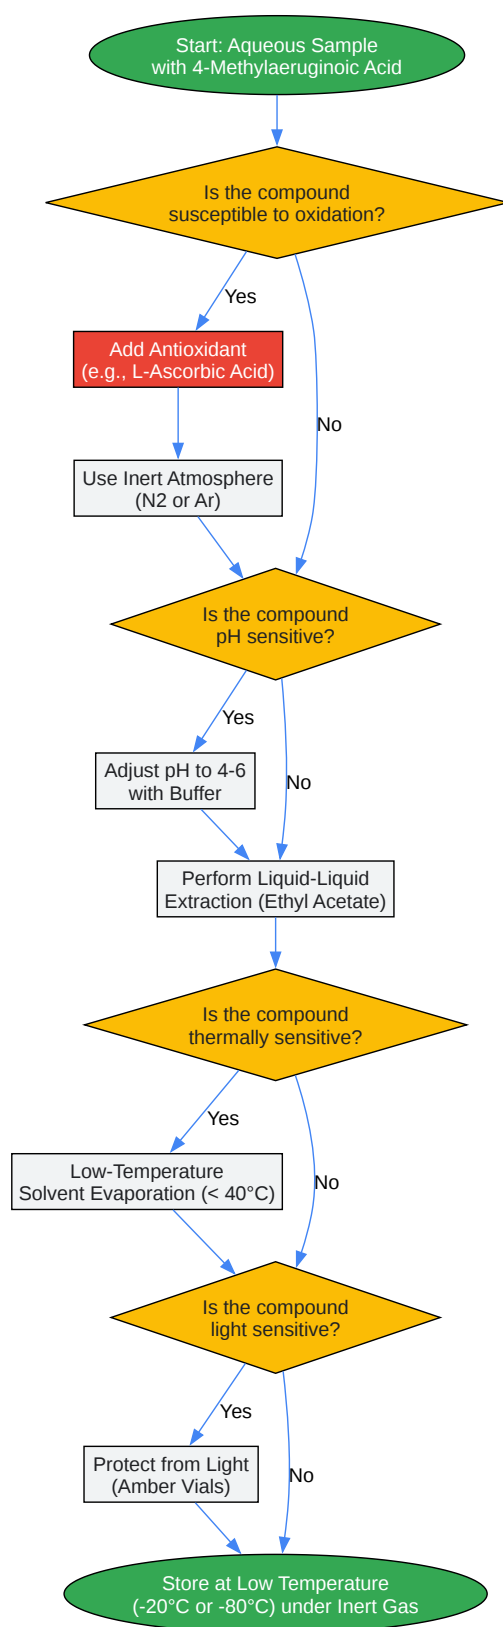 Start: Aqueous Sample
with 4-Methylaeruginoic Acid
Is the compound
susceptible to oxidation?
Yes
Add Antioxidant
(e.g., L-Ascorbic Acid)
No
Use Inert Atmosphere
(N2 or Ar)
Is the compound
pH sensitive?
Yes
Adjust pH to 4-6
with Buffer
No
Perform Liquid-Liquid
Extraction (Ethyl Acetate)
Is the compound
thermally sensitive?
Yes
Low-Temperature
Solvent Evaporation (< 40°C)
No
Is the compound
light sensitive?
Yes
Protect from Light
(Amber Vials)
No
Store at Low Temperature
(-20°C or -80°C) under Inert Gas